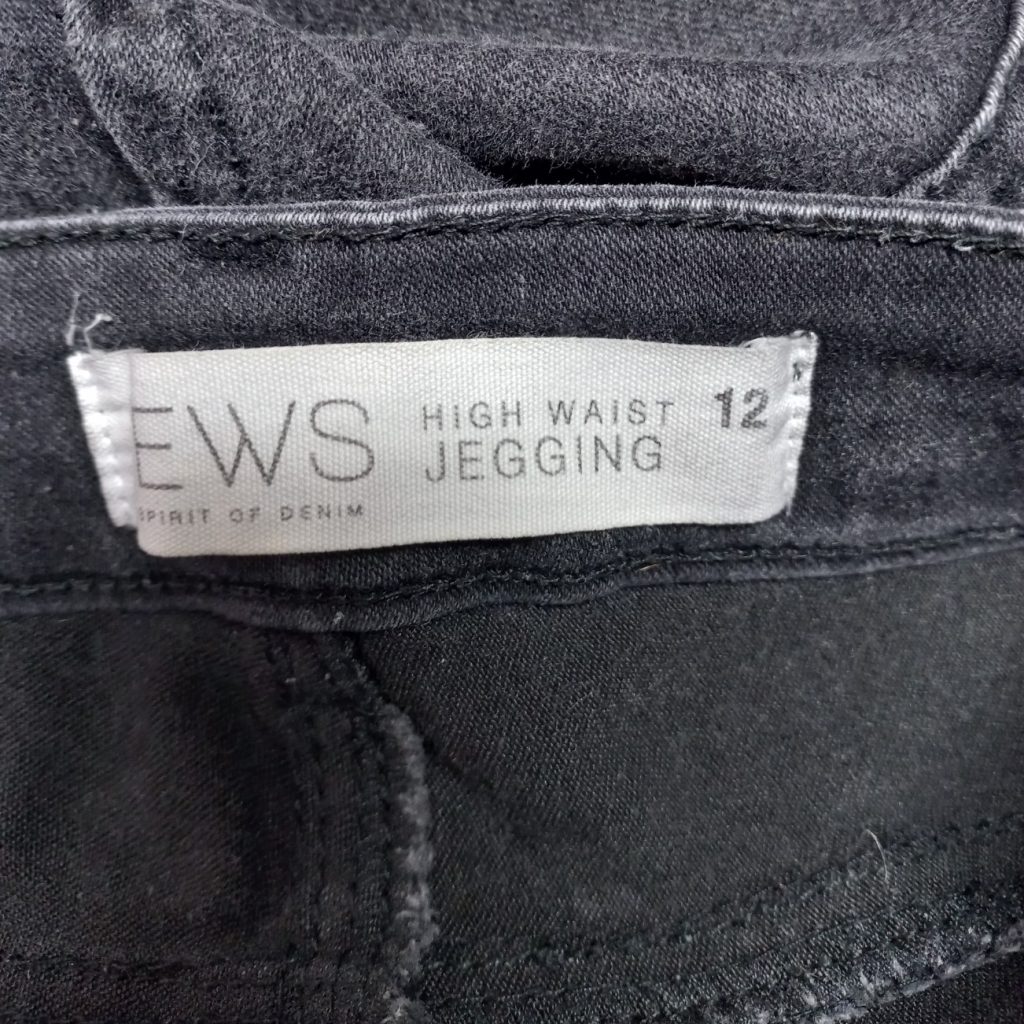 EWS
SPIRIT OF DENIM
HIGH WAIST
JEGGING
12